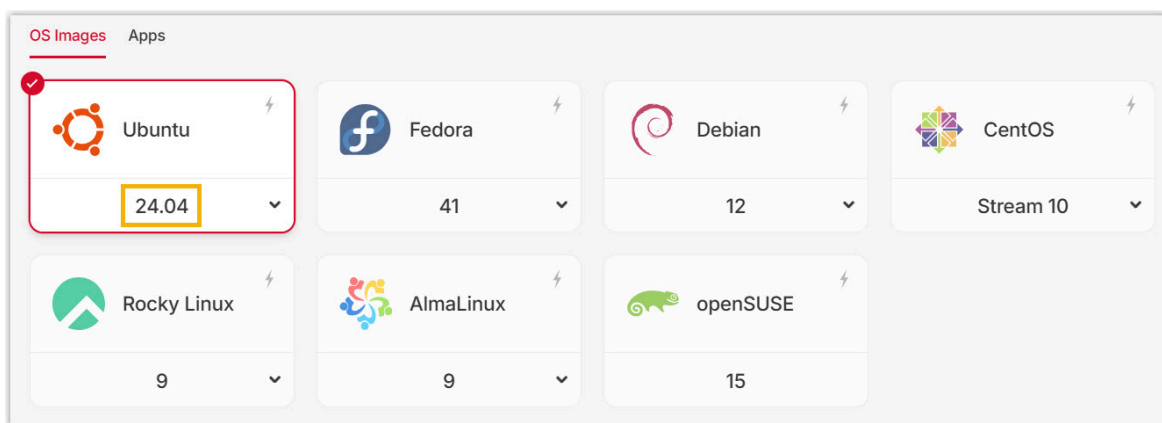 OS Images Apps
Ubuntu
24.04
Fedora
41
Debian
12
CentOS
Stream 10
Rocky Linux
9
AlmaLinux
9
openSUSE
15